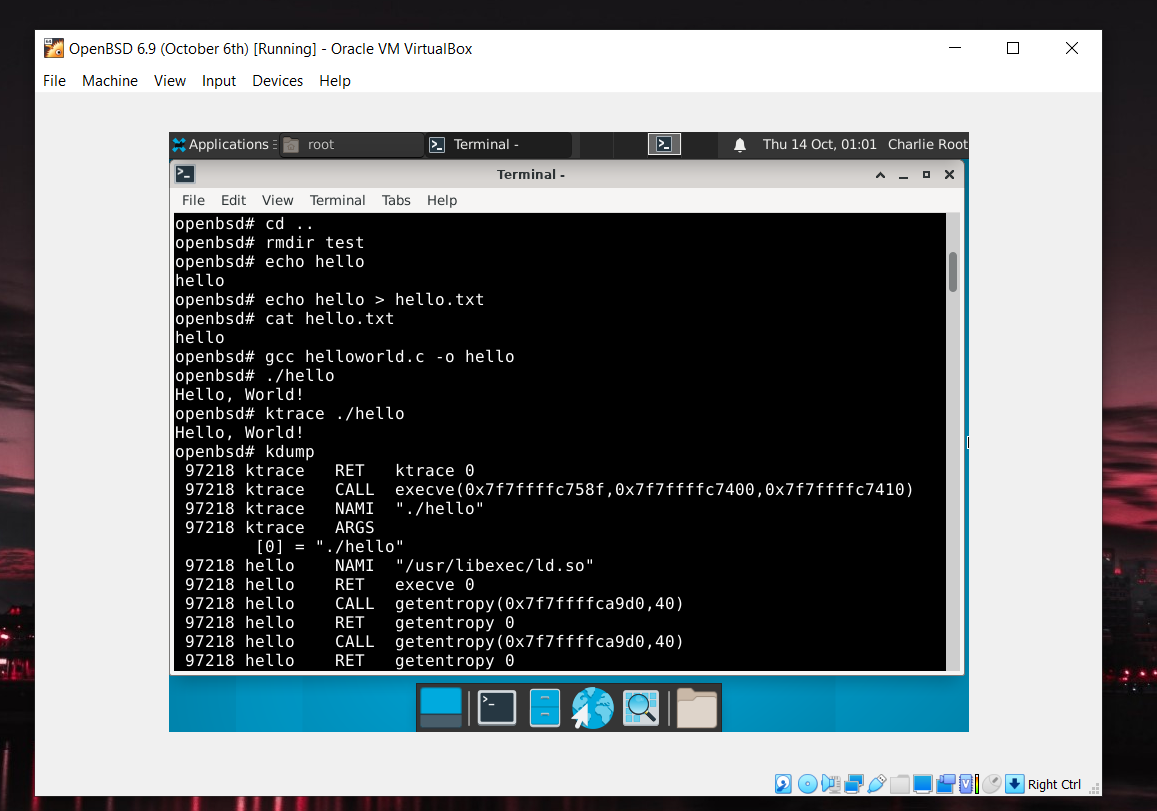 OpenBSD 6.9 (October 6th) [Running] - Oracle VM VirtualBox
File Machine View Input Devices Help
Applications root Terminal - Thu 14 Oct, 01:01 Charlie Root
Terminal -
File Edit View Terminal Tabs Help
openbsd# cd ..
openbsd# rmdir test
openbsd# echo hello
hello
openbsd# echo hello > hello.txt
openbsd# cat hello.txt
hello
openbsd# gcc helloworld.c -o hello
openbsd# ./hello
Hello, World!
openbsd# ktrace ./hello
Hello, World!
openbsd# kdump
97218 ktrace   RET   ktrace 0
97218 ktrace   CALL  execve(0x7f7ffffc758f,0x7f7ffffc7400,0x7f7ffffc7410)
97218 ktrace   NAMI  "./hello"
97218 ktrace   ARGS
[0] = "./hello"
97218 hello    NAMI  "/usr/libexec/ld.so"
97218 hello    RET   execve 0
97218 hello    CALL  getentropy(0x7f7ffffca9d0,40)
97218 hello    RET   getentropy 0
97218 hello    CALL  getentropy(0x7f7ffffca9d0,40)
97218 hello    RET   getentropy 0
Right Ctrl